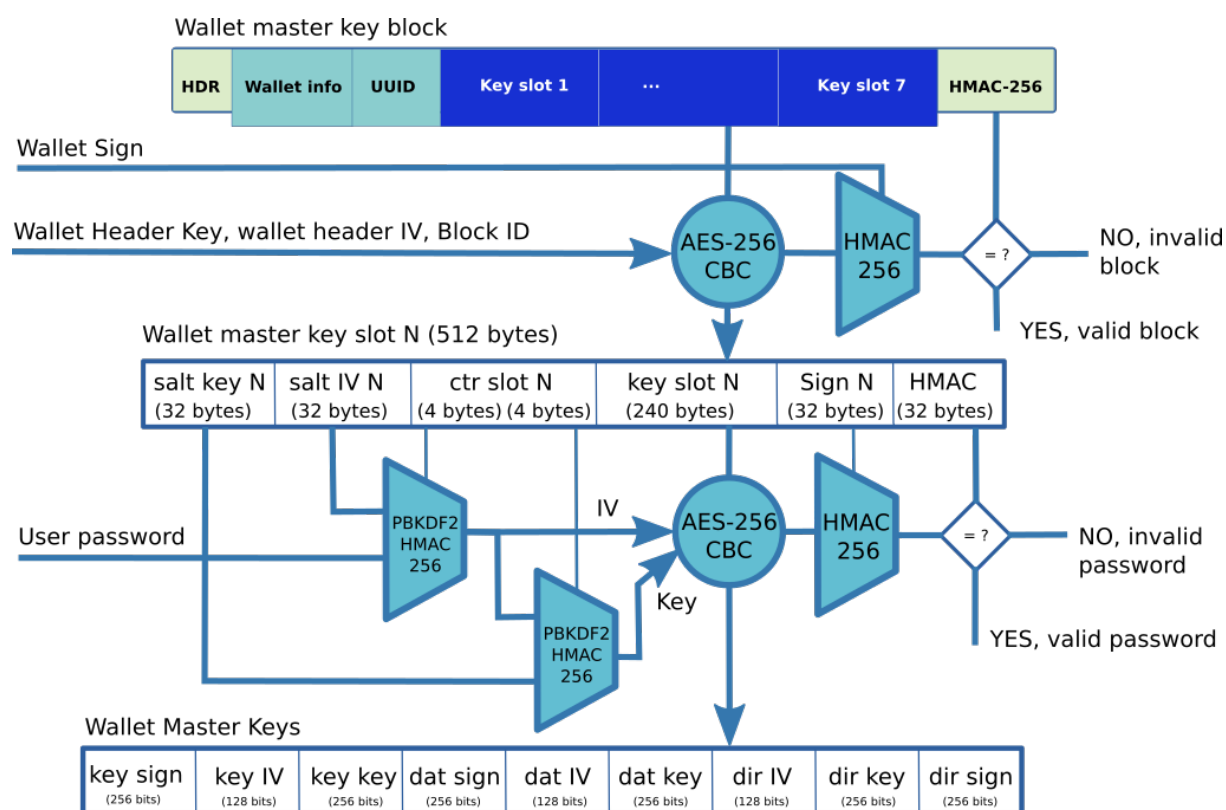 Wallet master key block
HDR Wallet info UUID Key slot 1 ... Key slot 7 HMAC-256
Wallet Sign
Wallet Header Key, wallet header IV, Block ID
AES-256
CBC
HMAC
256
= ?
NO, invalid
block
YES, valid block
Wallet master key slot N (512 bytes)
salt key N salt IV N ctr slot N key slot N Sign N HMAC
(32 bytes) (32 bytes) (4 bytes) (4 bytes) (240 bytes) (32 bytes) (32 bytes)
User password
PBKDF2
HMAC
256
IV
AES-256
CBC
HMAC
256
= ?
NO, invalid
password
Key
PBKDF2
HMAC
256
YES, valid password
Wallet Master Keys
key sign key IV key key dat sign dat IV dat key dir IV dir key dir sign
(256 bits) (128 bits) (256 bits) (256 bits) (128 bits) (256 bits) (128 bits) (256 bits) (256 bits)